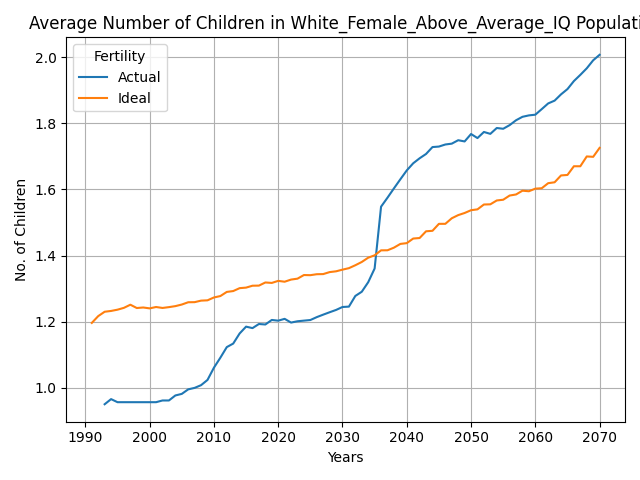 Average Number of Children in White_Female_Above_Average_IQ Populati
Fertility
Actual
Ideal
2.0
1.8
1.6
1.4
1.2
1.0
No. of Children
1990 2000 2010 2020 2030 2040 2050 2060 2070
Years